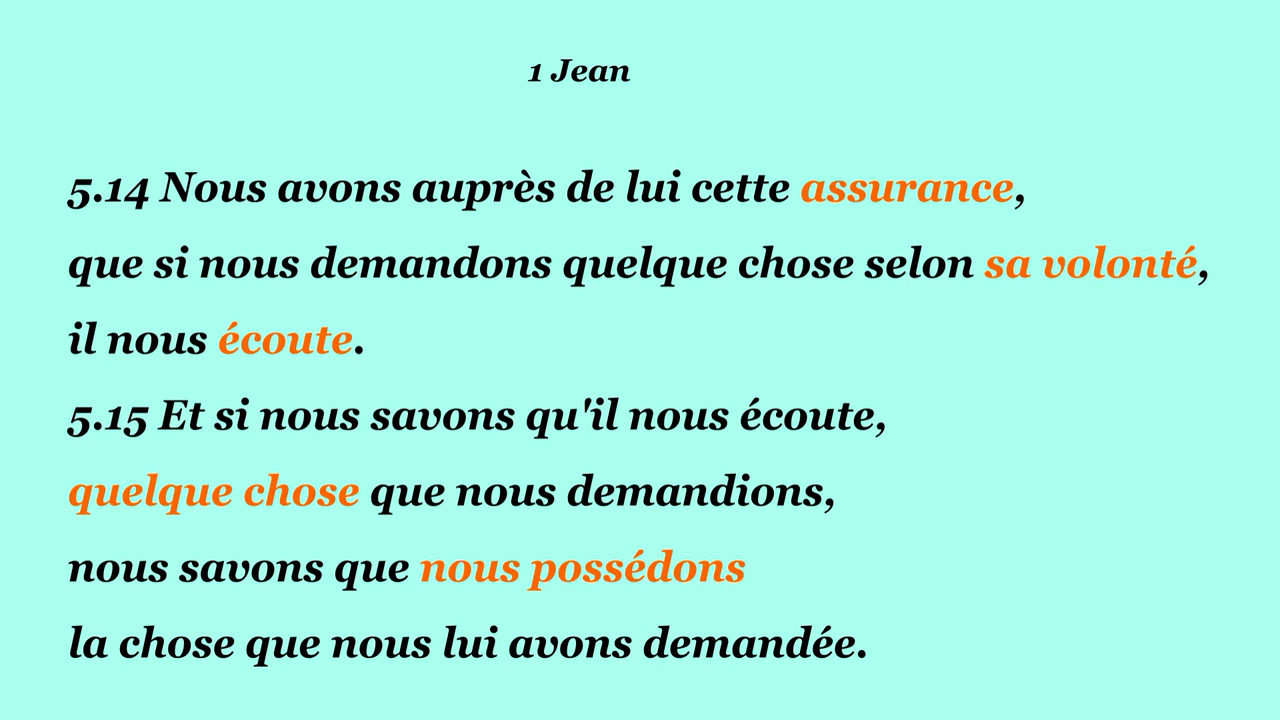 1 Jean
5.14 Nous avons auprès de lui cette assurance,
que si nous demandons quelque chose selon sa volonté,
il nous écoute.
5.15 Et si nous savons qu'il nous écoute,
quelque chose que nous demandions,
nous savons que nous possédons
la chose que nous lui avons demandée.